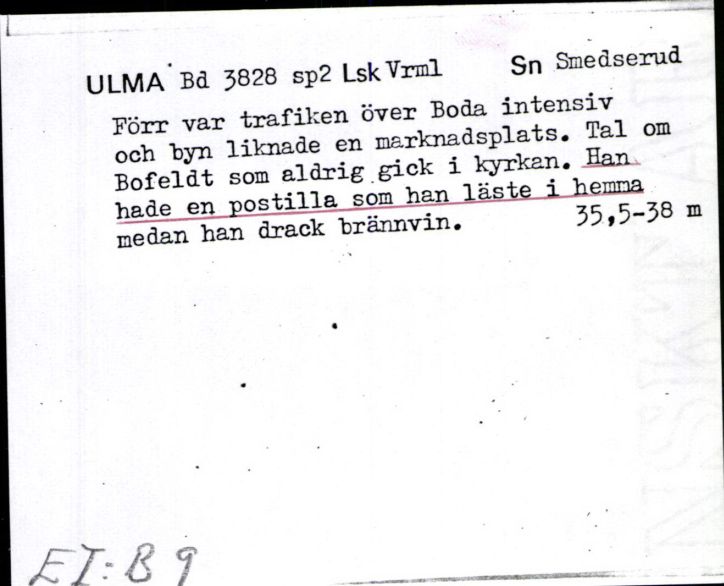 ULMA Bd 3828 sp2 Lsk Vrml Sn Smedserud
Förr var trafiken över Boda intensiv
och byn liknade en marknadsplats. Tal om
Bofeldt som aldrig gick i kyrkan. Han
hade en postilla som han läste i hemma
medan han drack brännvin. 35,5-38 m
EI:B 9